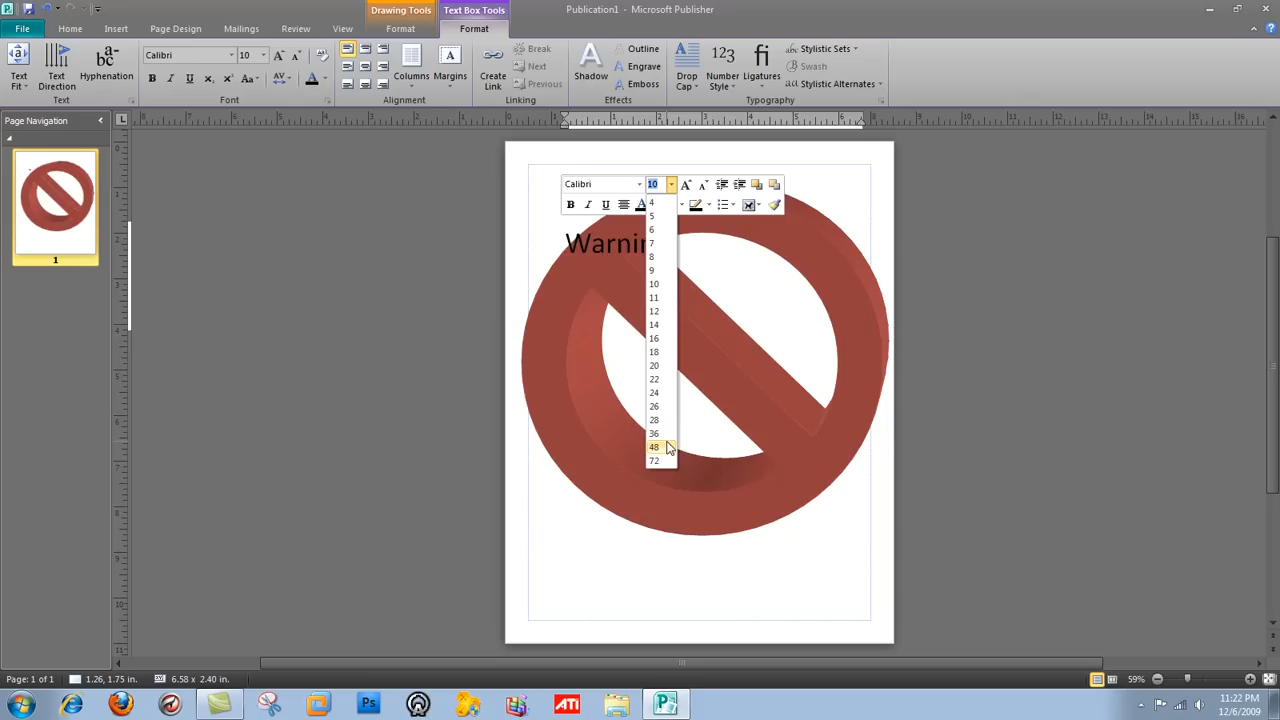 Drawing Tools Text Box Tools Publication1 - Microsoft Publisher
File Home Insert Page Design Mailings Review View Format Format
Calibri 10 Break Outline Stylistic Sets
Next Engrave Swash
Previous Emboss Stylistic Alternates
Text Fit Text Direction Hyphenation Columns Margins Create Link Shadow Drop Cap Number Style Ligatures
Text Font Alignment Linking Effects Typography
Page Navigation
1
Calibri 10
4
5
6
7
8
9
10
11
12
14
16
18
20
22
24
26
28
36
48
72
Warnin
Page: 1 of 1 1.26, 1.75 in. 6.58 x 2.40 in. 59%
Ps ATI
11:22 PM
12/6/2009